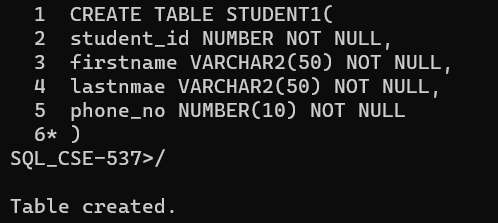 1 CREATE TABLE STUDENT1(
2 student_id NUMBER NOT NULL,
3 firstname VARCHAR2(50) NOT NULL,
4 lastnmae VARCHAR2(50) NOT NULL,
5 phone_no NUMBER(10) NOT NULL
6* )
SQL_CSE-537>/
Table created.